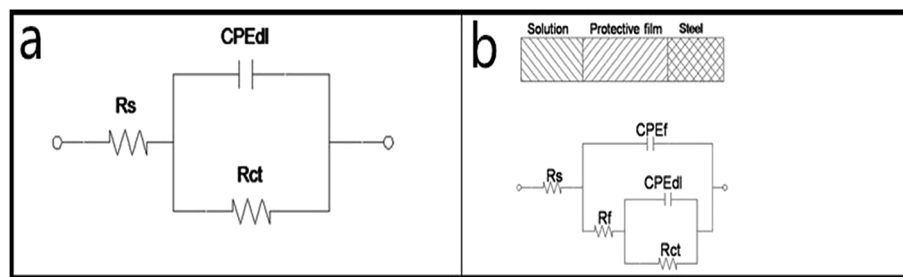 a
CPEdl
Rs
Rct
b
Solution Protective film Steel
CPEf
Rs
CPEdl
Rf
Rct